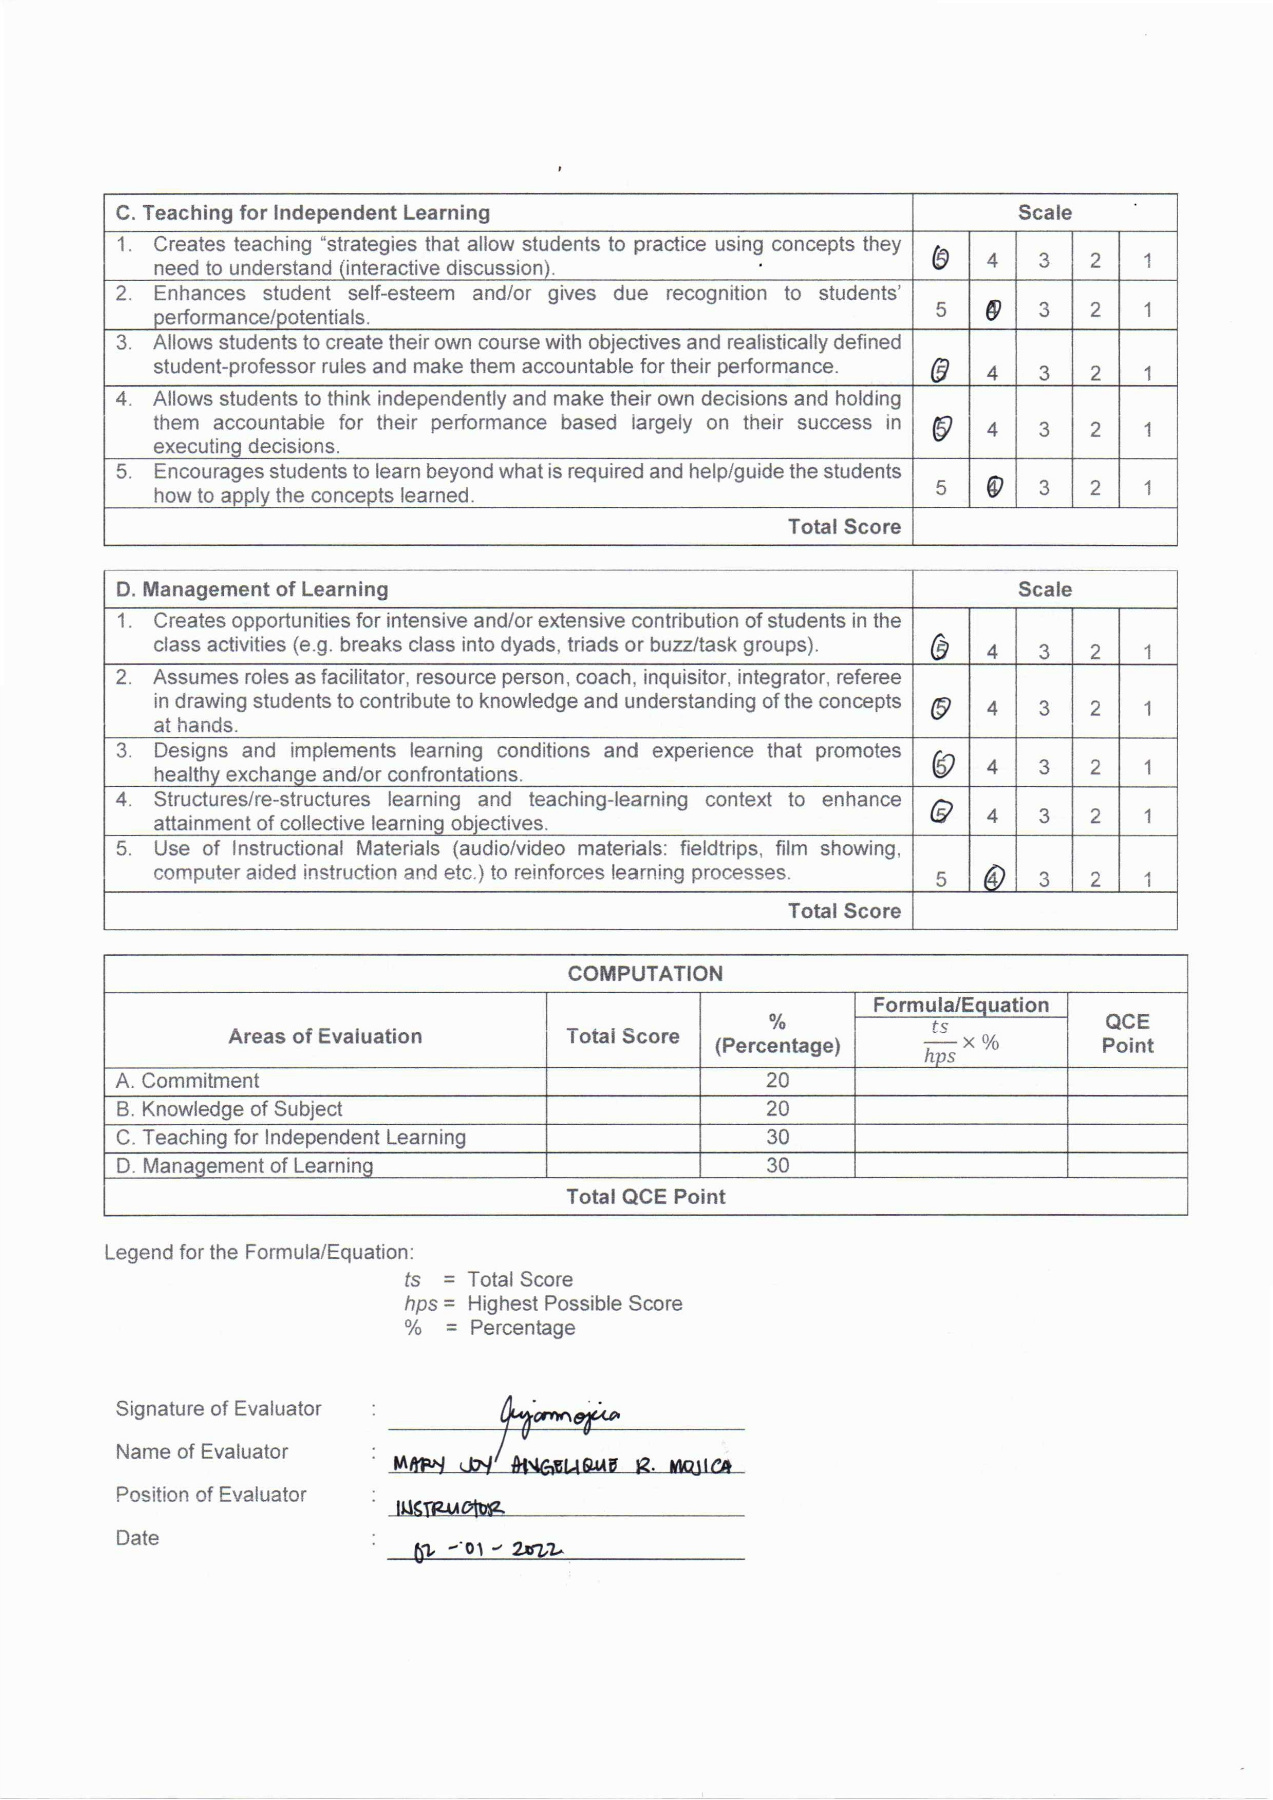 C. Teaching for Independent Learning Scale
1. Creates teaching “strategies that allow students to practice using concepts they
need to understand (interactive discussion). 5 4 3 2 1
2. Enhances student self-esteem and/or gives due recognition to students’
performance/potentials. 5 4 3 2 1
3. Allows students to create their own course with objectives and realistically defined
student-professor rules and make them accountable for their performance. 5 4 3 2 1
4. Allows students to think independently and make their own decisions and holding
them accountable for their performance based largely on their success in 5 4 3 2 1
executing decisions.
5. Encourages students to learn beyond what is required and help/guide the students
how to apply the concepts learned. 5 4 3 2 1
Total Score
D. Management of Learning Scale
1. Creates opportunities for intensive and/or extensive contribution of students in the
class activities (e.g. breaks class into dyads, triads or buzz/task groups). 5 4 3 2 1
2. Assumes roles as facilitator, resource person, coach, inquisitor, integrator, referee
in drawing students to contribute to knowledge and understanding of the concepts 5 4 3 2 1
at hands.
3. Designs and implements learning conditions and experience that promotes
healthy exchange and/or confrontations. 5 4 3 2 1
4. Structures/re-structures learning and teaching-learning context to enhance
attainment of collective learning objectives. 5 4 3 2 1
5. Use of Instructional Materials (audio/video materials: fieldtrips, film showing,
computer aided instruction and etc.) to reinforces learning processes. 5 4 3 2 1
Total Score
COMPUTATION
Areas of Evaluation Total Score % (Percentage) Formula/Equation ts/hps × % QCE Point
A. Commitment 20
B. Knowledge of Subject 20
C. Teaching for Independent Learning 30
D. Management of Learning 30
Total QCE Point
Legend for the Formula/Equation:
ts = Total Score
hps = Highest Possible Score
% = Percentage
Signature of Evaluator :
Name of Evaluator : MARY JOY ANGELIQUE R. MOJICA
Position of Evaluator : INSTRUCTOR
Date : 02-01-2022